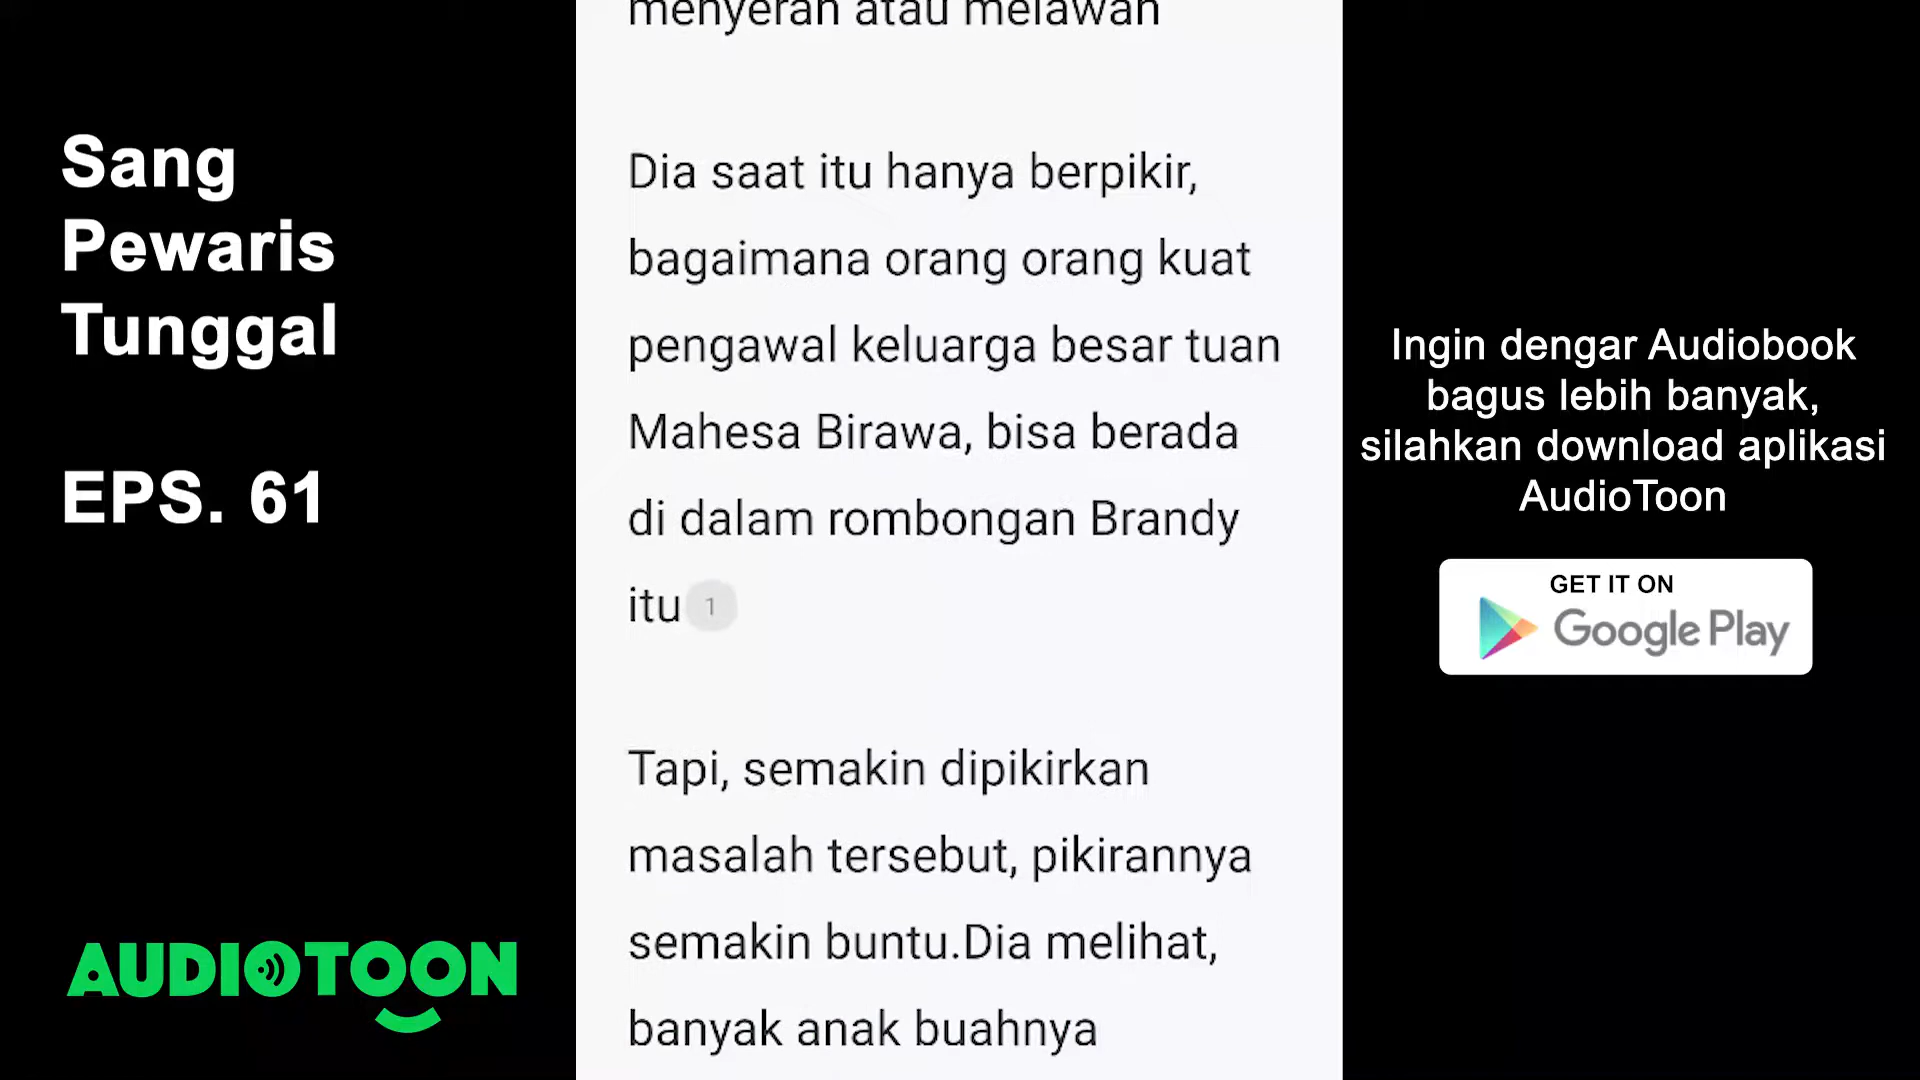 Sang
Pewaris
Tunggal
EPS. 61
AUDIOTOON
menyerah atau melawan
Dia saat itu hanya berpikir,
bagaimana orang orang kuat
pengawal keluarga besar tuan
Mahesa Birawa, bisa berada
di dalam rombongan Brandy
itu 1
Tapi, semakin dipikirkan
masalah tersebut, pikirannya
semakin buntu.Dia melihat,
banyak anak buahnya
Ingin dengar Audiobook
bagus lebih banyak,
silahkan download aplikasi
AudioToon
GET IT ON
Google Play